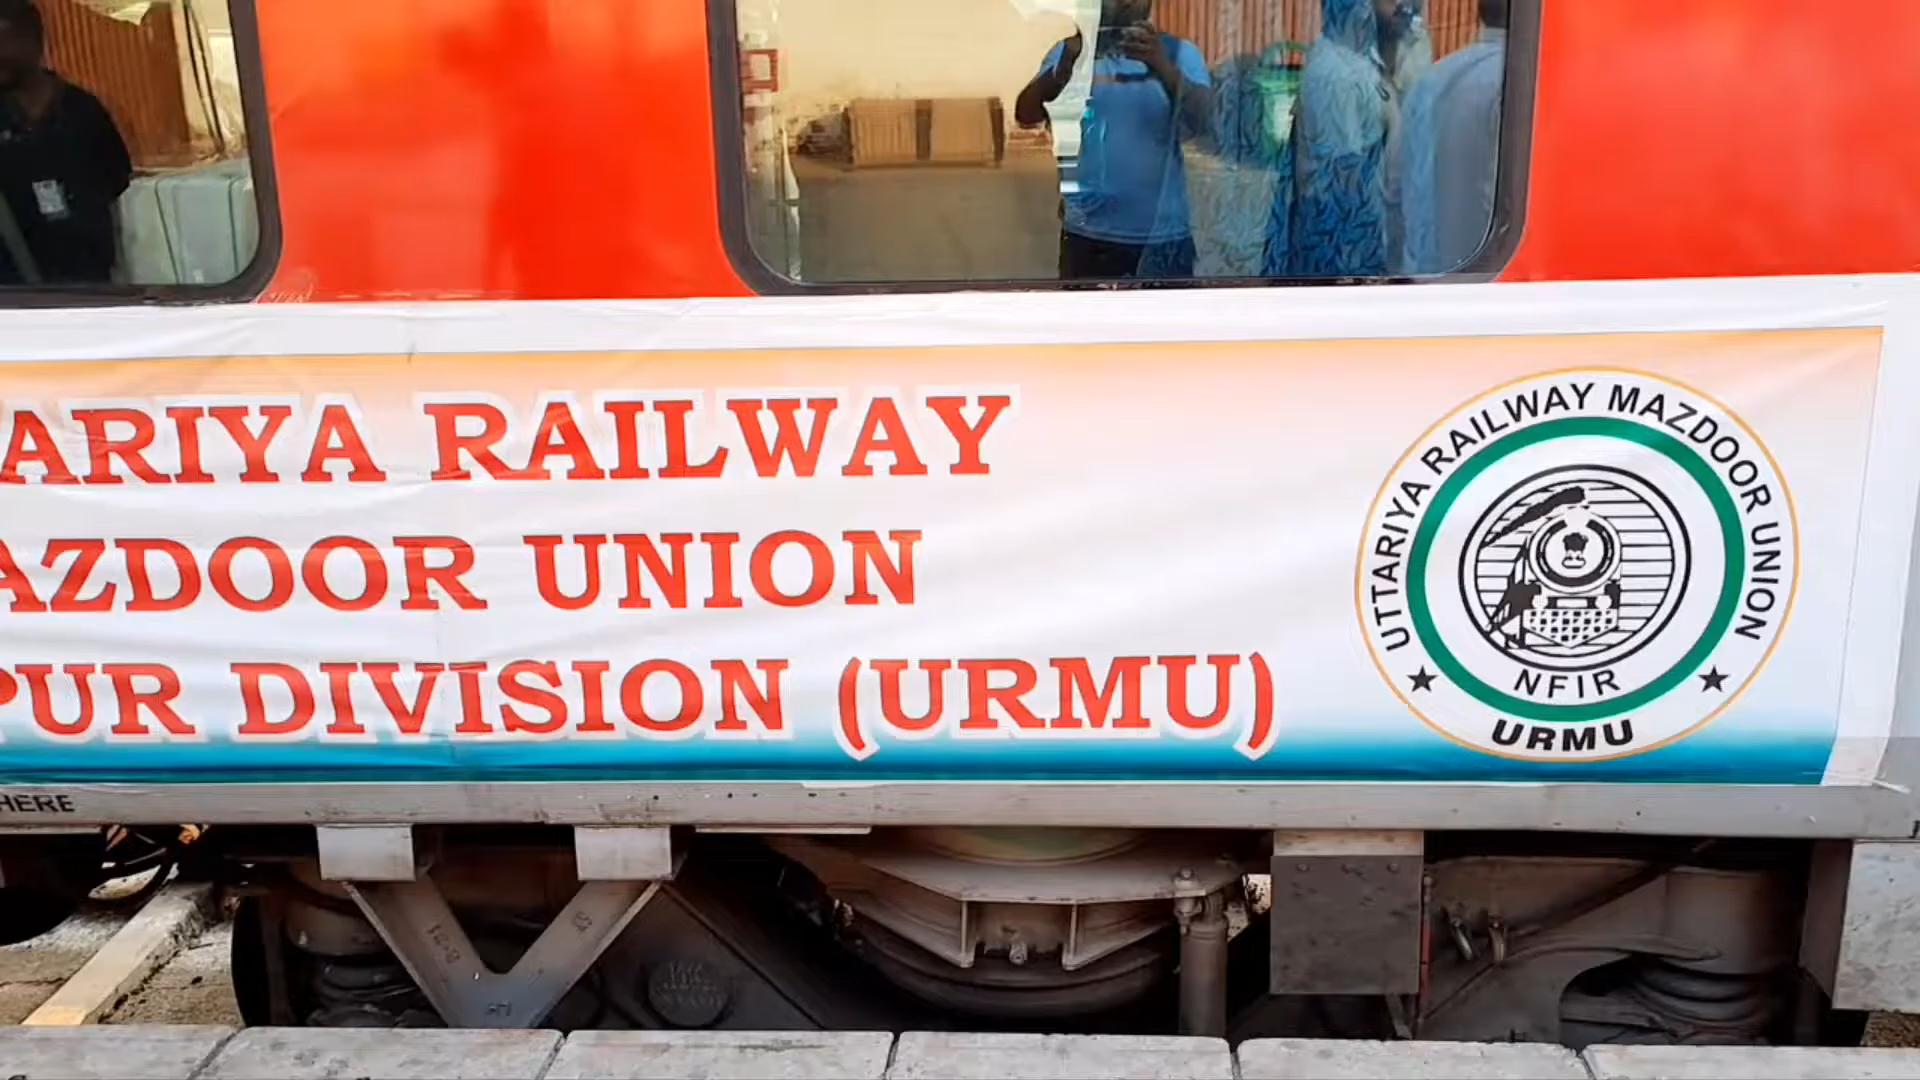 ARIYA RAILWAY
AZDOOR UNION
PUR DIVISION (URMU)
UTTARIYA RAILWAY MAZDOOR UNION
NFIR
URMU
HERE